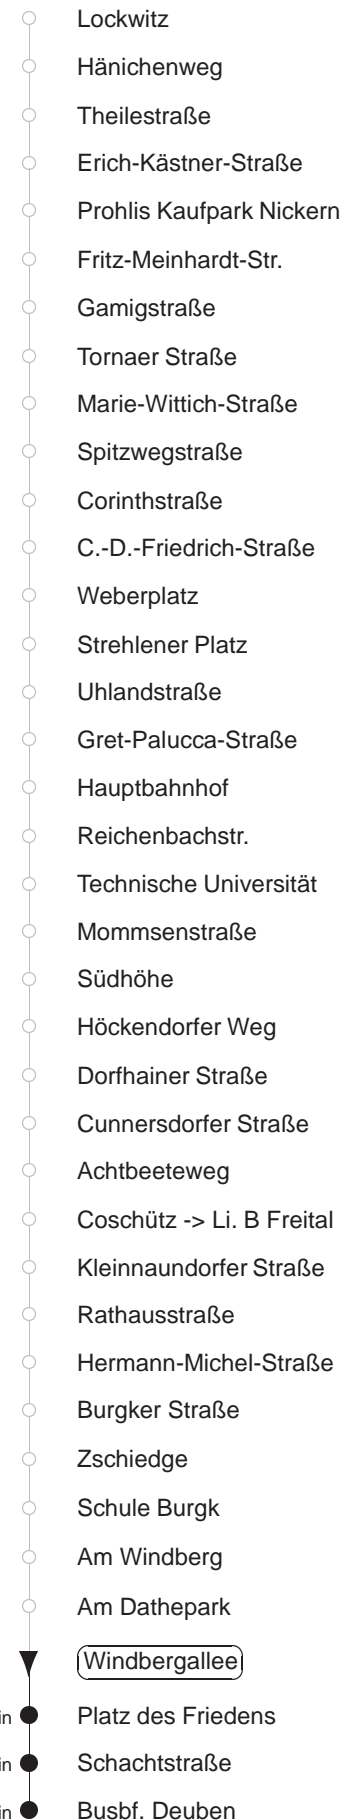 Lockwitz
Hänichenweg
Theilestraße
Erich-Kästner-Straße
Prohlis Kaufpark Nickern
Fritz-Meinhardt-Str.
Gamigstraße
Tornaer Straße
Marie-Wittich-Straße
Spitzwegstraße
Corinthstraße
C.-D.-Friedrich-Straße
Weberplatz
Strehlener Platz
Uhlandstraße
Gret-Palucca-Straße
Hauptbahnhof
Reichenbachstr.
Technische Universität
Mommsenstraße
Südhöhe
Höckendorfer Weg
Dorfhainer Straße
Cunnersdorfer Straße
Achtbeeteweg
Coschütz -> Li. B Freital
Kleinnaundorfer Straße
Rathausstraße
Hermann-Michel-Straße
Burgker Straße
Zschiedge
Schule Burgk
Am Windberg
Am Dathepark
Windbergallee
Platz des Friedens
Schachtstraße
Busbf. Deuben